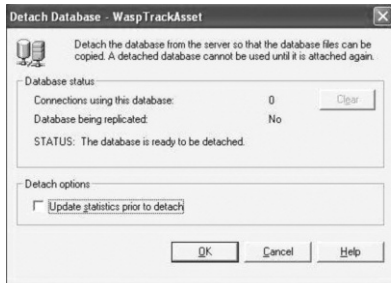 Detach Database - WaspTrackAsset
Detach the database from the server so that the database files can be
copied. A detached database cannot be used until it is attached again.
Database status
Connections using this database: 0 Clear
Database being replicated: No
STATUS: The database is ready to be detached.
Detach options
Update statistics prior to detach
OK Cancel Help